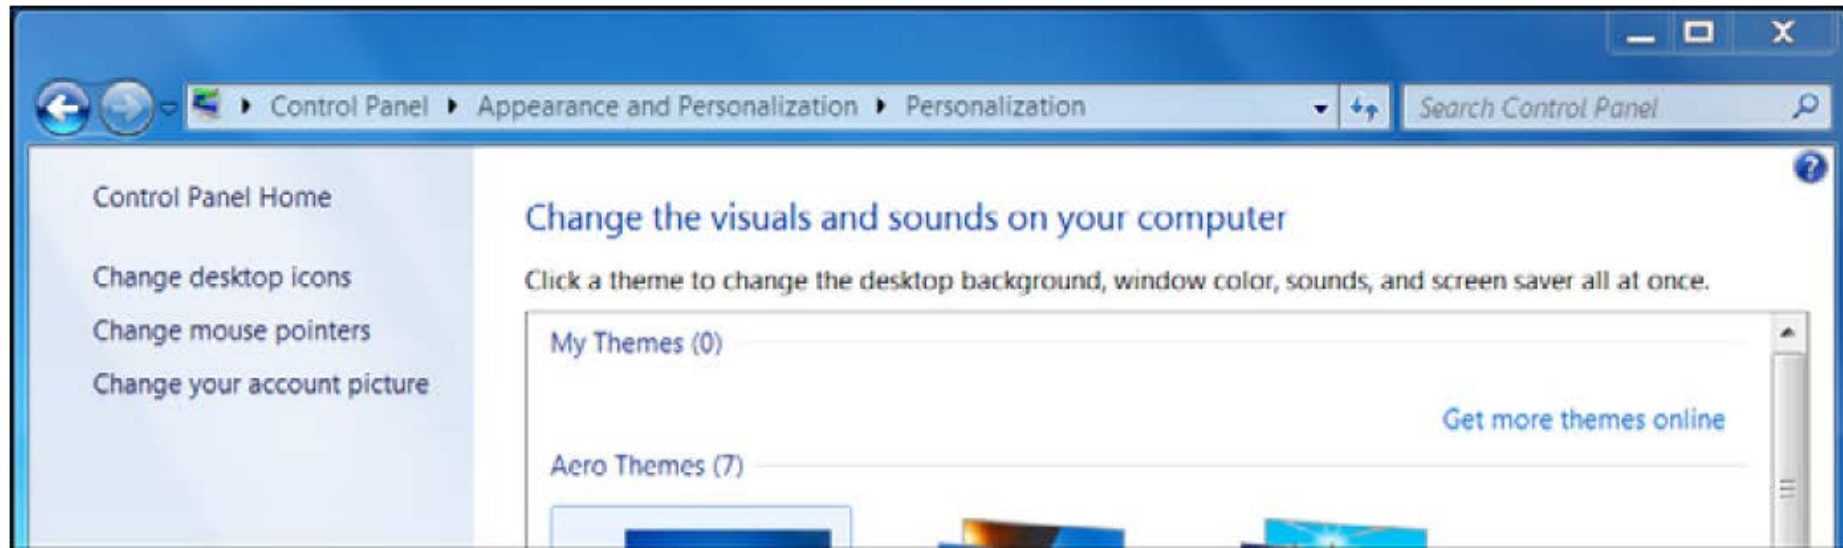 Control Panel ▸ Appearance and Personalization ▸ Personalization
Search Control Panel
Control Panel Home
Change desktop icons
Change mouse pointers
Change your account picture
Change the visuals and sounds on your computer
Click a theme to change the desktop background, window color, sounds, and screen saver all at once.
My Themes (0)
Get more themes online
Aero Themes (7)